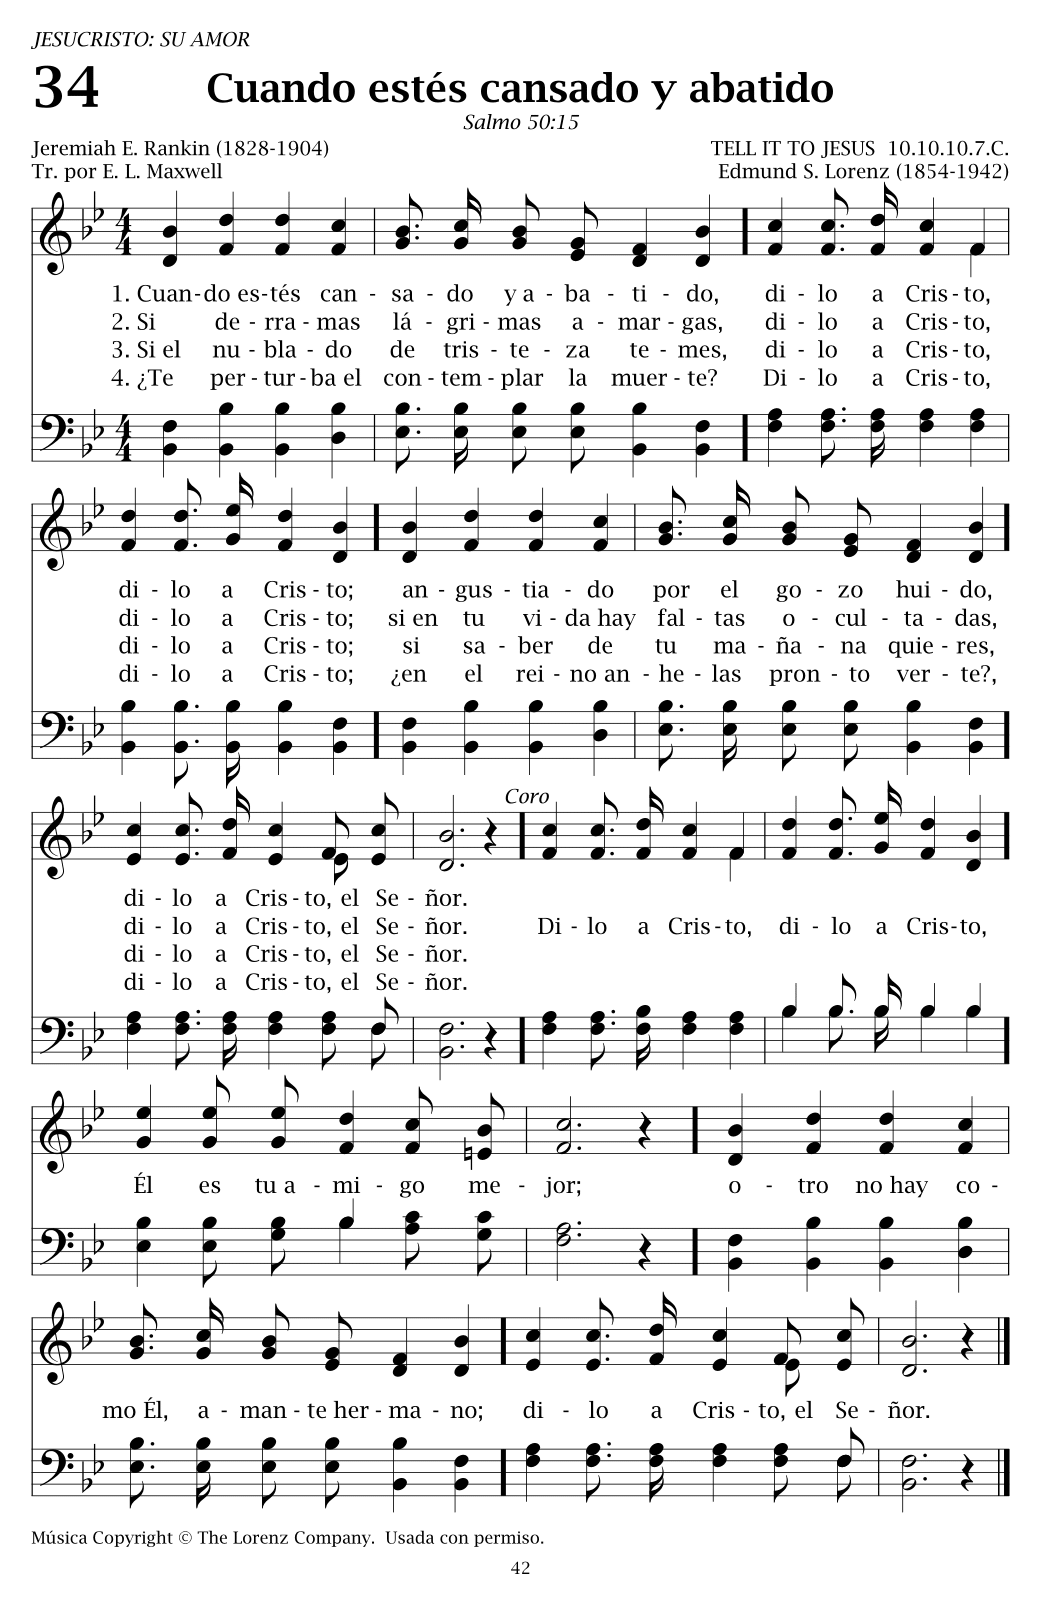 JESUCRISTO: SU AMOR
34 Cuando estés cansado y abatido
Salmo 50:15
Jeremiah E. Rankin (1828-1904) TELL IT TO JESUS 10.10.10.7.C.
Tr. por E. L. Maxwell Edmund S. Lorenz (1854-1942)
1. Cuan-do es-tés can - sa - do y a - ba - ti - do, di - lo a Cris - to,
2. Si de - rra - mas lá - gri - mas a - mar - gas, di - lo a Cris - to,
3. Si el nu - bla - do de tris - te - za te - mes, di - lo a Cris - to,
4. ¿Te per - tur - ba el con - tem - plar la muer - te? Di - lo a Cris - to,
di - lo a Cris - to; an - gus - tia - do por el go - zo hui - do,
di - lo a Cris - to; si en tu vi - da hay fal - tas o - cul - ta - das,
di - lo a Cris - to; si sa - ber de tu ma - ña - na quie - res,
di - lo a Cris - to; ¿en el rei - no an - he - las pron - to ver - te?,
Coro
di - lo a Cris - to, el Se - ñor.
di - lo a Cris - to, el Se - ñor. Di - lo a Cris - to, di - lo a Cris - to,
di - lo a Cris - to, el Se - ñor.
di - lo a Cris - to, el Se - ñor.
Él es tu a - mi - go me - jor; o - tro no hay co -
mo Él, a - man - te her - ma - no; di - lo a Cris - to, el Se - ñor.
Música Copyright © The Lorenz Company. Usada con permiso.
42